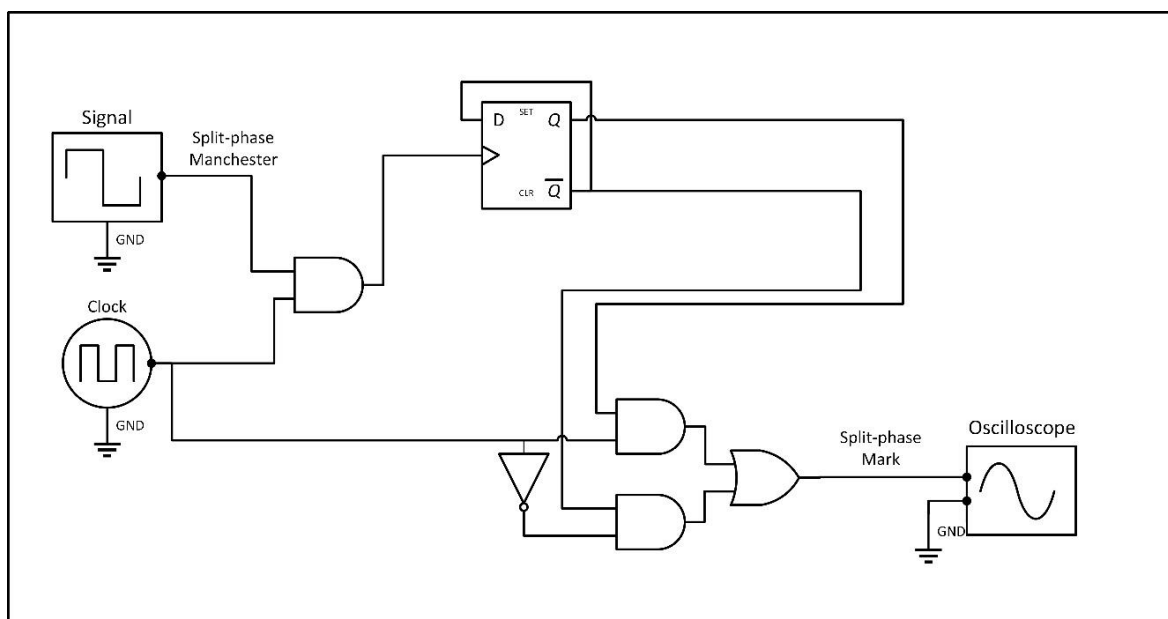 Signal
Split-phase
Manchester
GND
Clock
GND
D
SET
Q
CLR
Q̅
Split-phase
Mark
Oscilloscope
GND